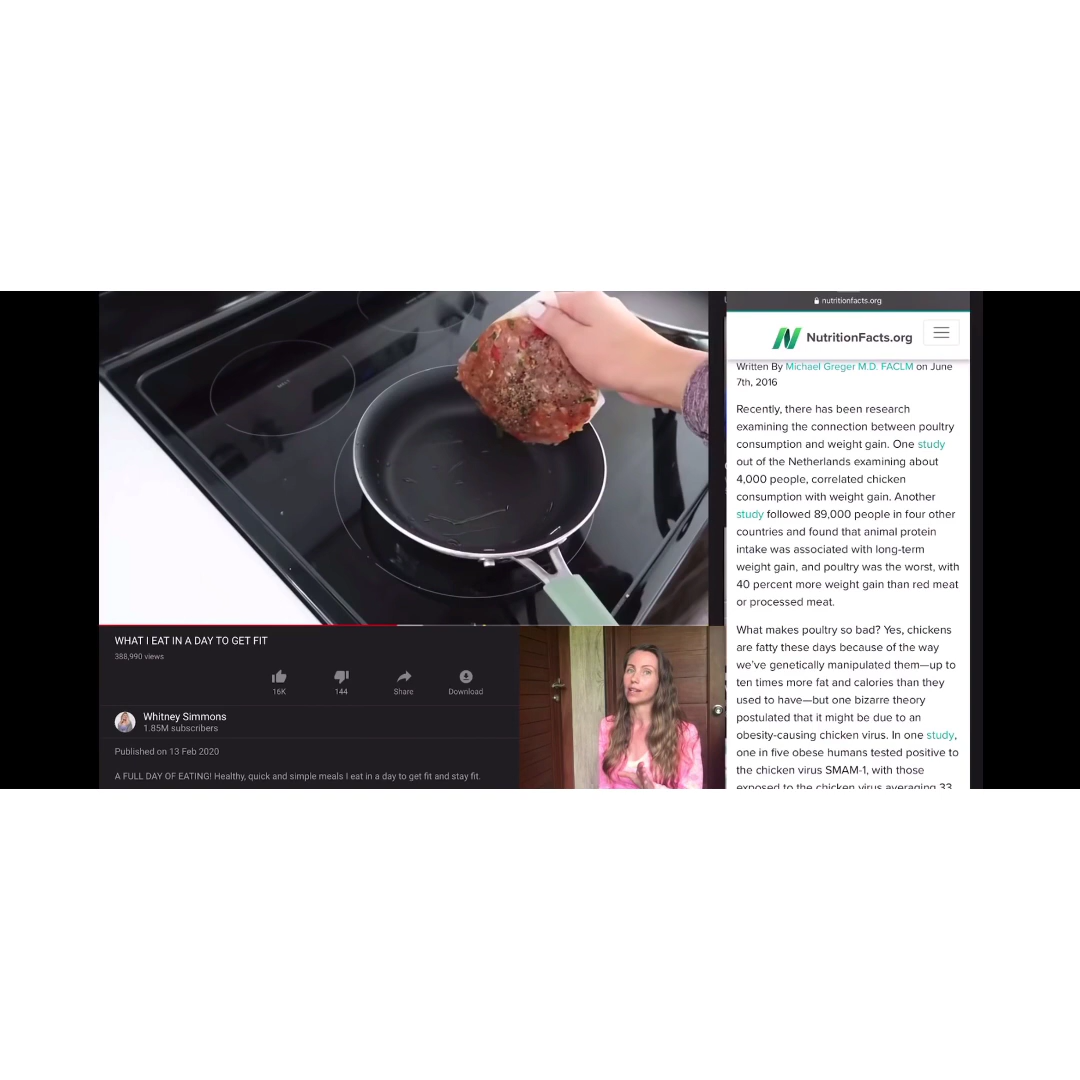 WHAT I EAT IN A DAY TO GET FIT
388,990 views
16K
144
Share
Download
Whitney Simmons
1.85M subscribers
Published on 13 Feb 2020
A FULL DAY OF EATING! Healthy, quick and simple meals I eat in a day to get fit and stay fit.
nutritionfacts.org
NutritionFacts.org
Written By Michael Greger M.D. FACLM on June
7th, 2016
Recently, there has been research
examining the connection between poultry
consumption and weight gain. One study
out of the Netherlands examining about
4,000 people, correlated chicken
consumption with weight gain. Another
study followed 89,000 people in four other
countries and found that animal protein
intake was associated with long-term
weight gain, and poultry was the worst, with
40 percent more weight gain than red meat
or processed meat.
What makes poultry so bad? Yes, chickens
are fatty these days because of the way
we've genetically manipulated them—up to
ten times more fat and calories than they
used to have—but one bizarre theory
postulated that it might be due to an
obesity-causing chicken virus. In one study,
one in five obese humans tested positive to
the chicken virus SMAM-1, with those
exposed to the chicken virus averaging 33